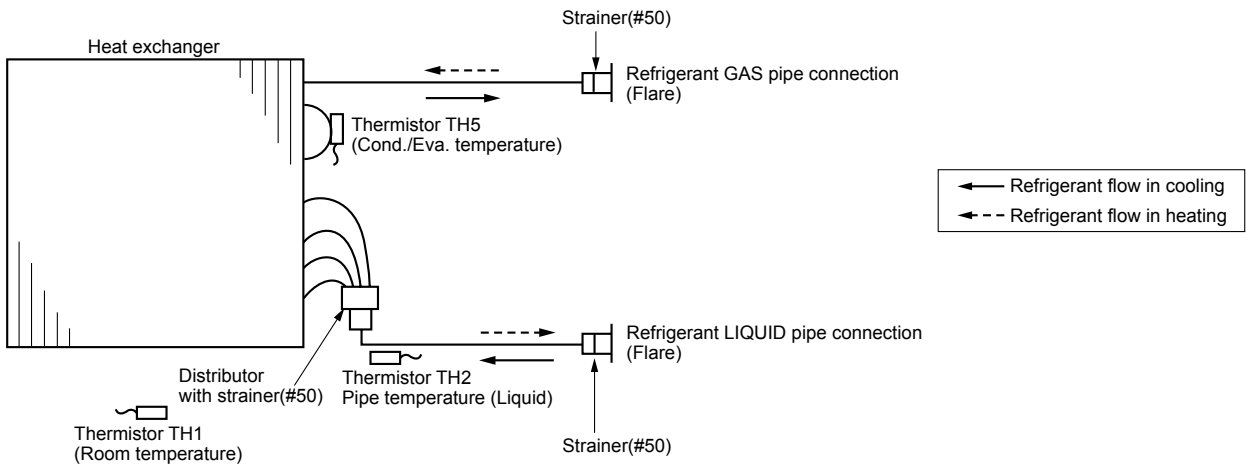 Strainer(#50)
Heat exchanger
Refrigerant GAS pipe connection
(Flare)
Thermistor TH5
(Cond./Eva. temperature)
Refrigerant flow in cooling
Refrigerant flow in heating
Refrigerant LIQUID pipe connection
(Flare)
Distributor
with strainer(#50)
Thermistor TH2
Pipe temperature (Liquid)
Thermistor TH1
(Room temperature)
Strainer(#50)